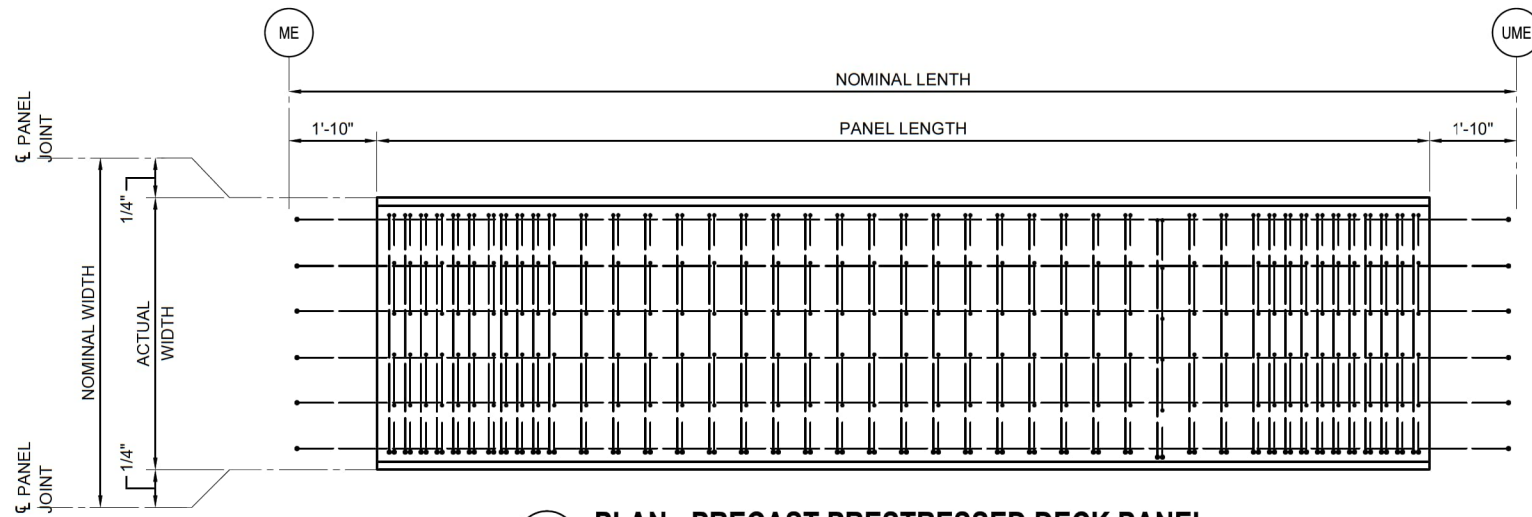 ME
UME
NOMINAL LENTH
1'-10"
PANEL LENGTH
1'-10"
℄ PANEL
JOINT
1/4"
NOMINAL WIDTH
ACTUAL
WIDTH
1/4"
℄ PANEL
JOINT
PLAN - PRECAST PRESTRESSED DECK PANEL